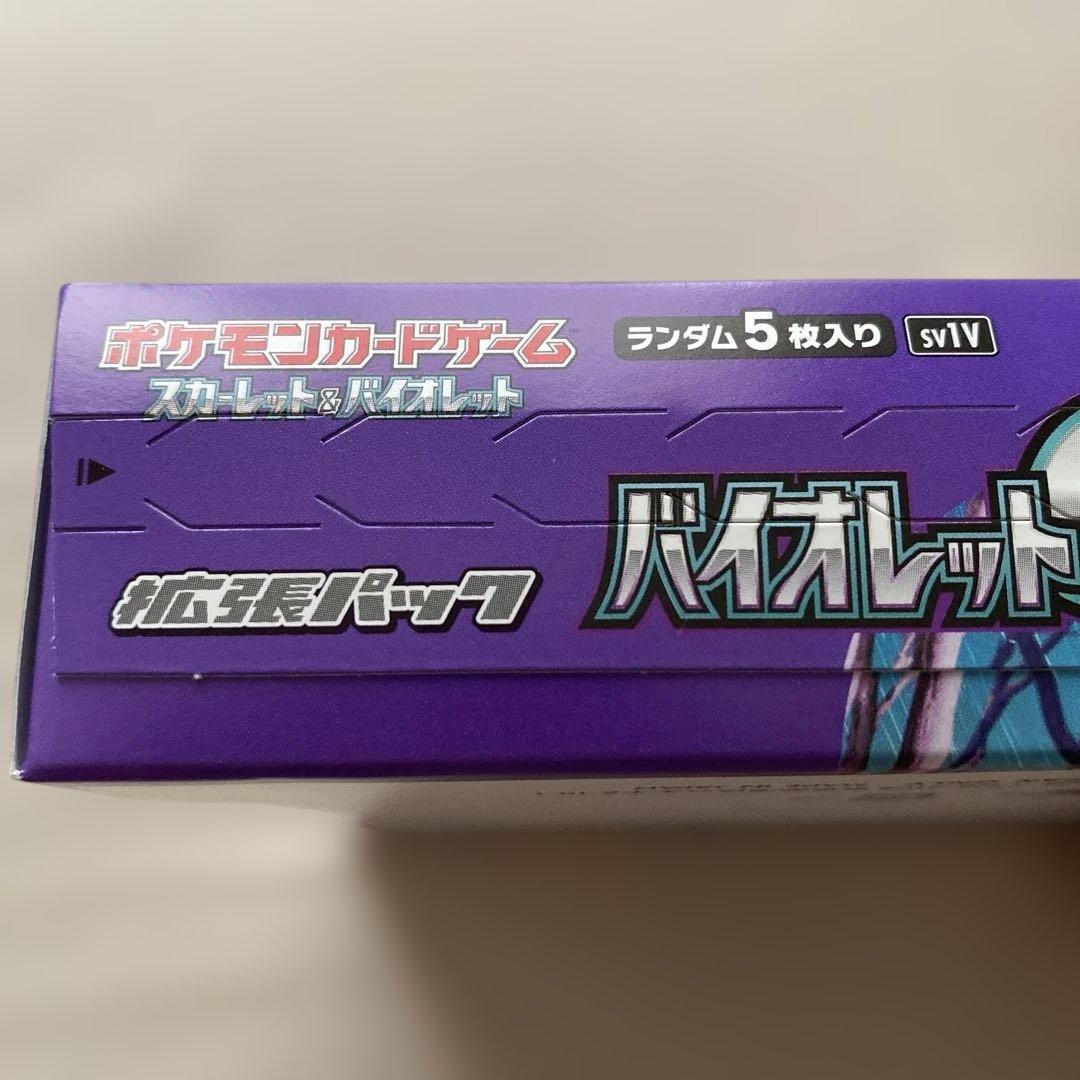 ポケモンカードゲーム
スカーレット&バイオレット
ランダム5枚入り
SV1V
バイオレット
拡張パック